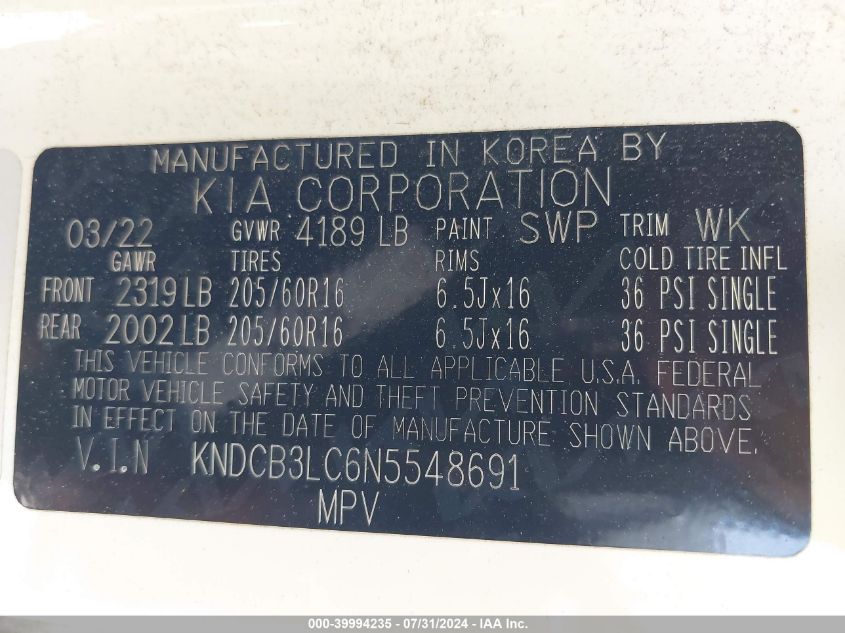 MANUFACTURED IN KOREA BY
KIA CORPORATION
03/22 GVWR 4189 LB PAINT SWP TRIM WK
GAWR TIRES RIMS COLD TIRE INFL
FRONT 2319 LB 205/60R16 6.5Jx16 36 PSI SINGLE
REAR 2002 LB 205/60R16 6.5Jx16 36 PSI SINGLE
THIS VEHICLE CONFORMS TO ALL APPLICABLE U.S.A. FEDERAL
MOTOR VEHICLE SAFETY AND THEFT PREVENTION STANDARDS
IN EFFECT ON THE DATE OF MANUFACTURE SHOWN ABOVE.
V.I.N KNDCB3LC6N5548691
MPV
000-39994235 - 07/31/2024 - IAA Inc.